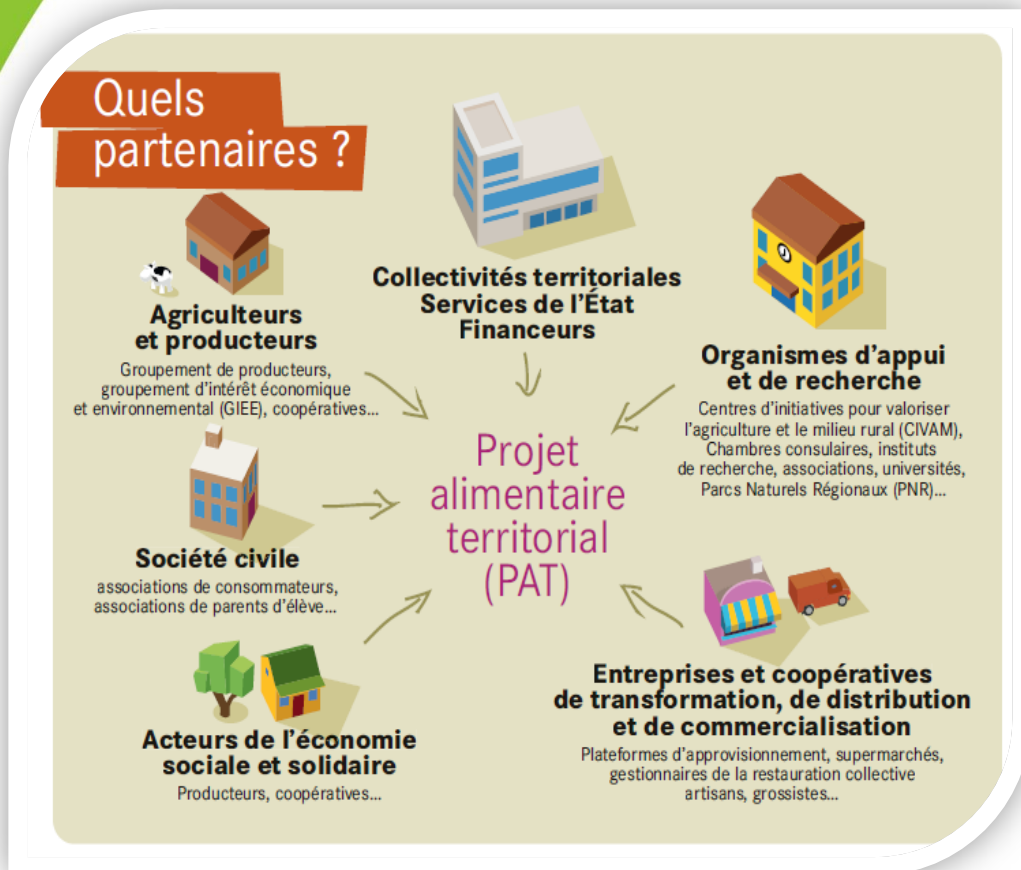 Quels
partenaires ?
Agriculteurs
et producteurs
Groupement de producteurs,
groupement d'intérêt économique
et environnemental (GIEE), coopératives...
Collectivités territoriales
Services de l'État
Financeurs
Organismes d'appui
et de recherche
Centres d'initiatives pour valoriser
l'agriculture et le milieu rural (CIVAM),
Chambres consulaires, instituts
de recherche, associations, universités,
Parcs Naturels Régionaux (PNR)...
Projet
alimentaire
territorial
(PAT)
Société civile
associations de consommateurs,
associations de parents d'élève...
Acteurs de l'économie
sociale et solidaire
Producteurs, coopératives...
Entreprises et coopératives
de transformation, de distribution
et de commercialisation
Plateformes d'approvisionnement, supermarchés,
gestionnaires de la restauration collective
artisans, grossistes...